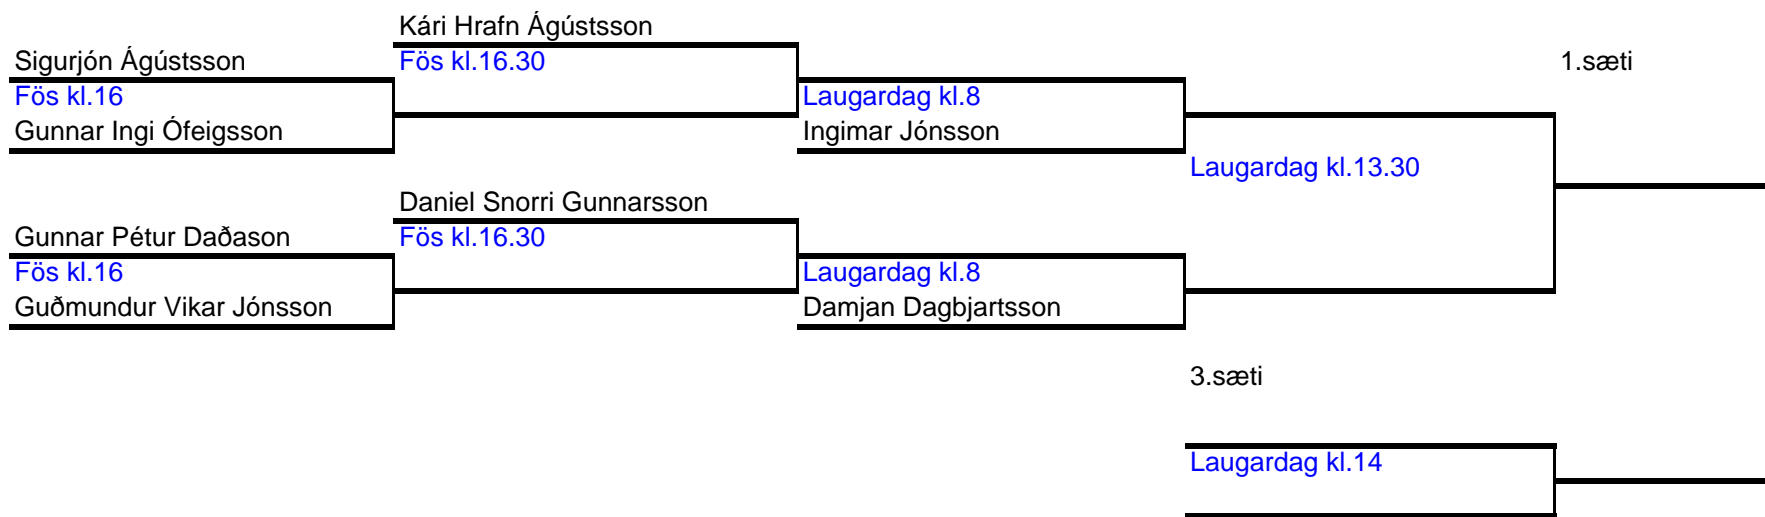 Kári Hrafn Ágústsson
Sigurjón Ágústsson
Fös kl.16.30
1.sæti
Fös kl.16
Laugardag kl.8
Gunnar Ingi Ófeigsson
Ingimar Jónsson
Laugardag kl.13.30
Daniel Snorri Gunnarsson
Gunnar Pétur Daðason
Fös kl.16.30
Fös kl.16
Laugardag kl.8
Guðmundur Vikar Jónsson
Damjan Dagbjartsson
3.sæti
Laugardag kl.14